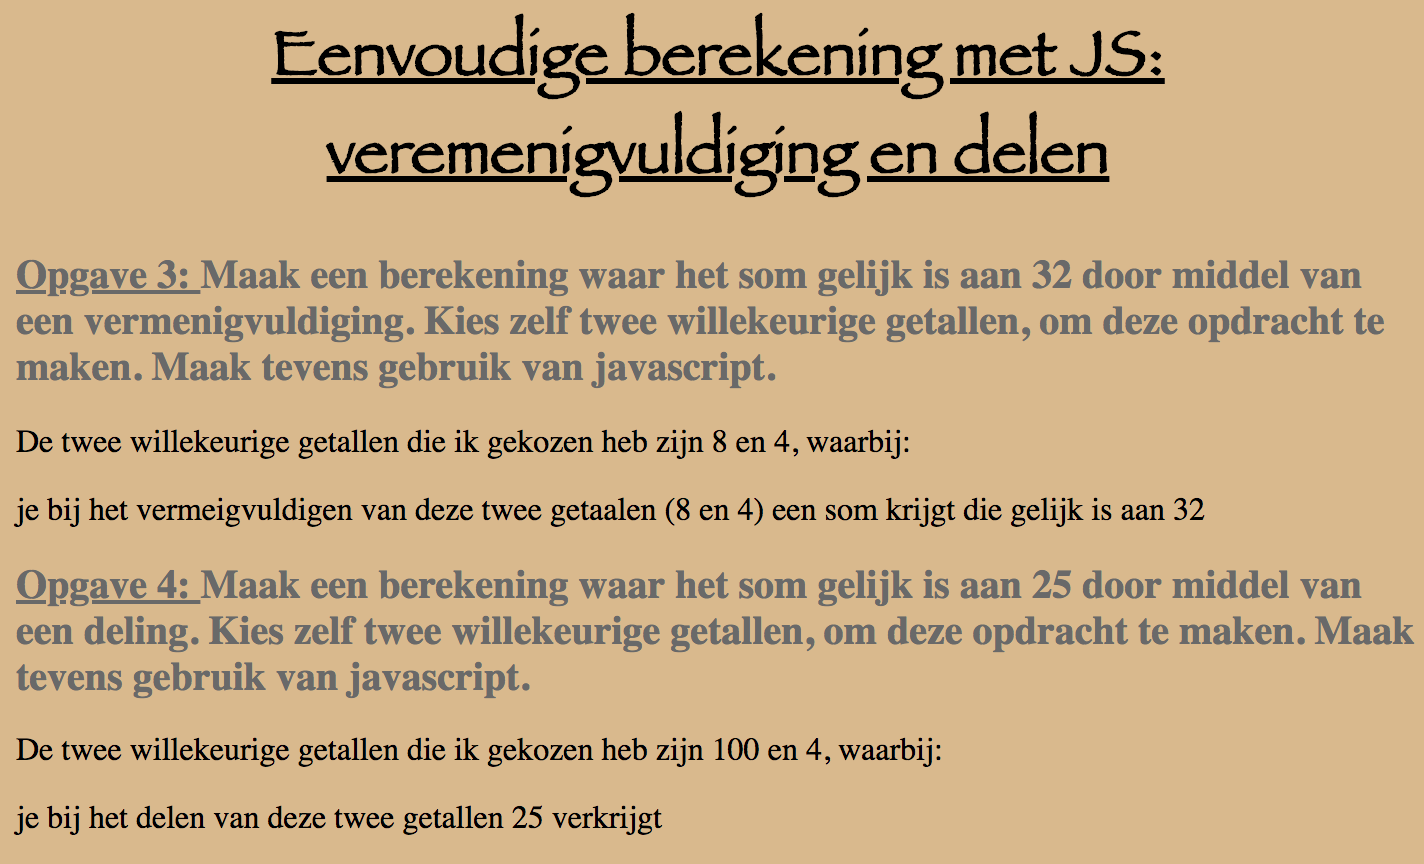 Eenvoudige berekening met JS:
veremenigvuldiging en delen
Opgave 3: Maak een berekening waar het som gelijk is aan 32 door middel van
een vermenigvuldiging. Kies zelf twee willekeurige getallen, om deze opdracht te
maken. Maak tevens gebruik van javascript.
De twee willekeurige getallen die ik gekozen heb zijn 8 en 4, waarbij:
je bij het vermeigvuldigen van deze twee getaalen (8 en 4) een som krijgt die gelijk is aan 32
Opgave 4: Maak een berekening waar het som gelijk is aan 25 door middel van
een deling. Kies zelf twee willekeurige getallen, om deze opdracht te maken. Maak
tevens gebruik van javascript.
De twee willekeurige getallen die ik gekozen heb zijn 100 en 4, waarbij:
je bij het delen van deze twee getallen 25 verkrijgt